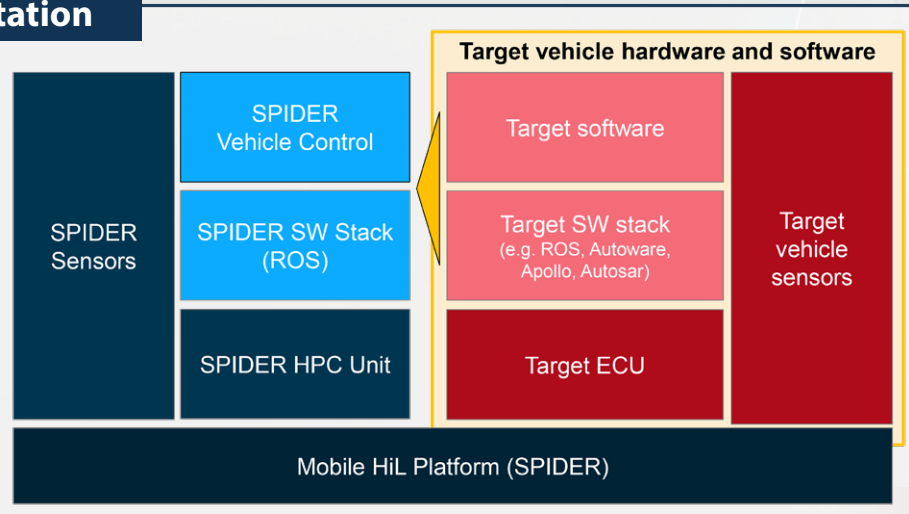 tation
Target vehicle hardware and software
SPIDER
Sensors
SPIDER
Vehicle Control
SPIDER SW Stack
(ROS)
SPIDER HPC Unit
Target software
Target SW stack
(e.g. ROS, Autoware,
Apollo, Autosar)
Target ECU
Target
vehicle
sensors
Mobile HiL Platform (SPIDER)